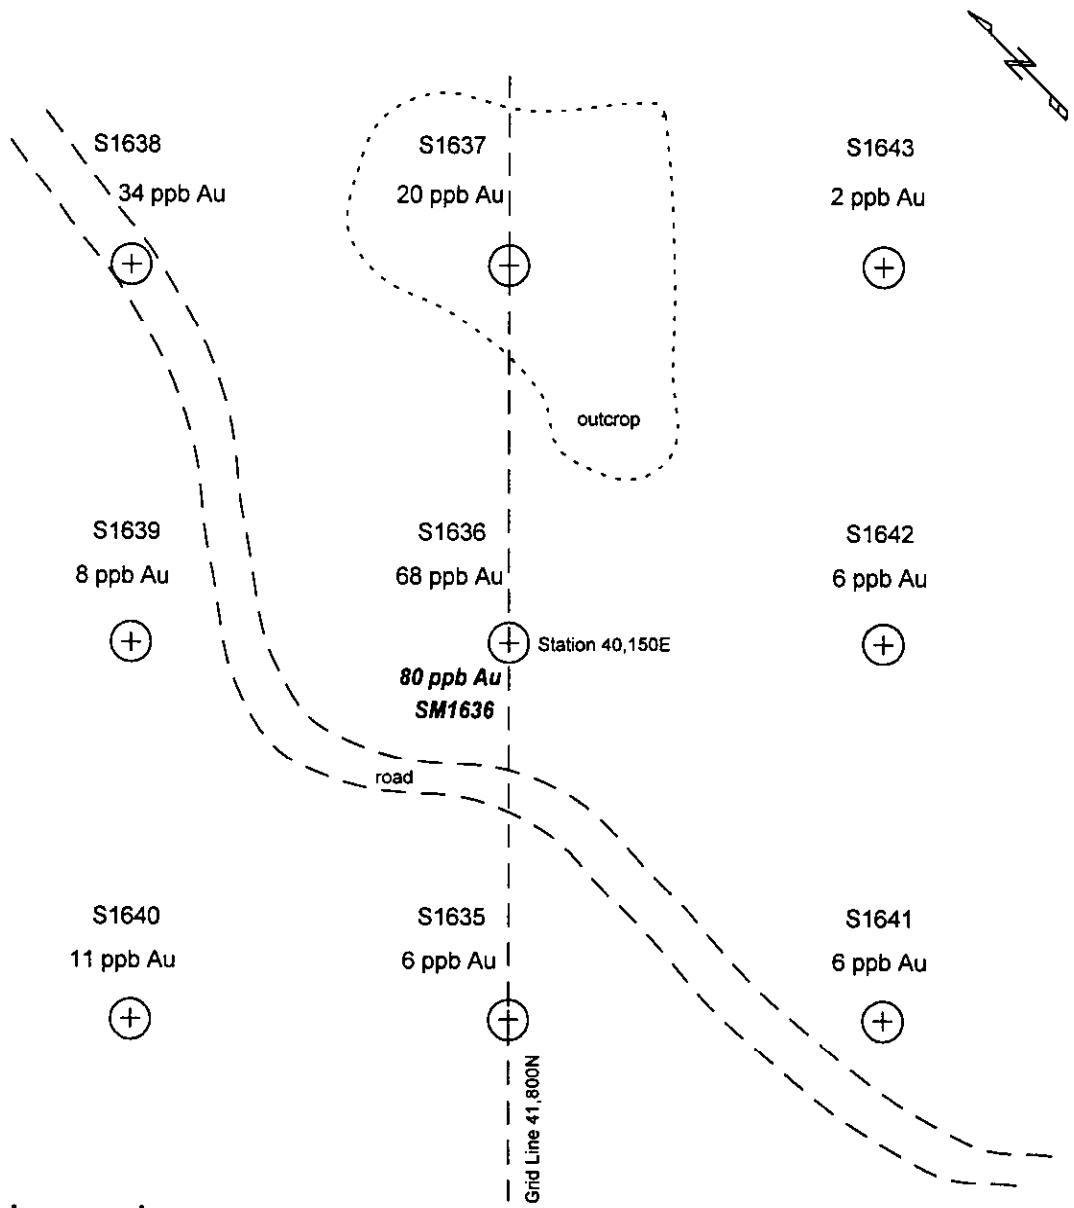 N
S1638
S1637
S1643
34 ppb Au
20 ppb Au
2 ppb Au
outcrop
S1639
S1636
S1642
8 ppb Au
68 ppb Au
6 ppb Au
Station 40,150E
80 ppb Au
SM1636
road
S1640
S1635
S1641
11 ppb Au
6 ppb Au
6 ppb Au
Grid Line 41,800N